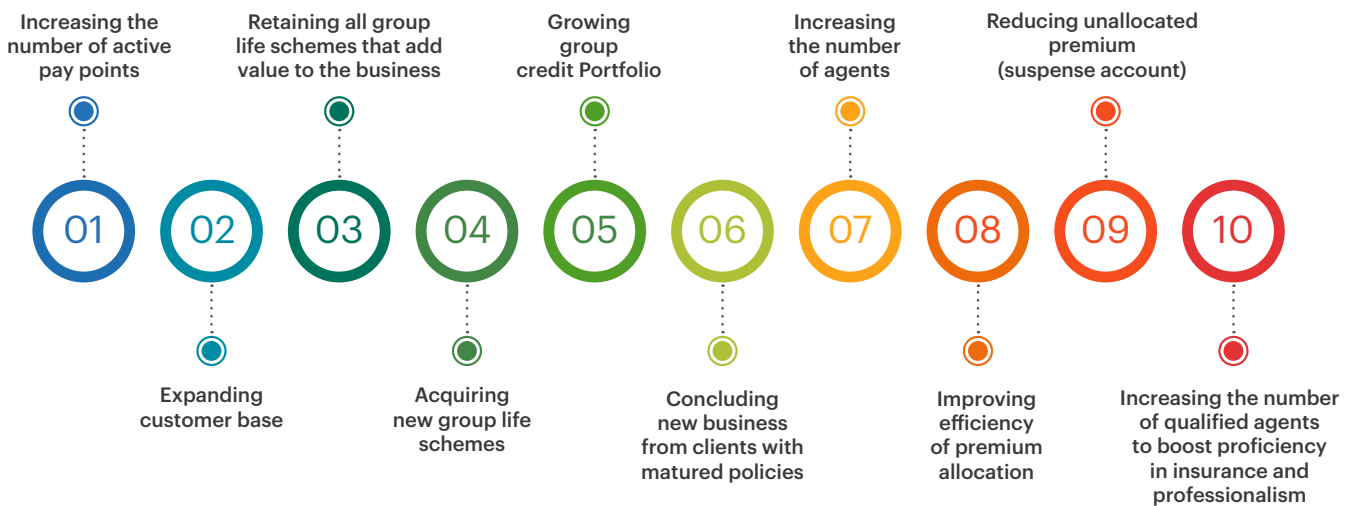 Increasing the
number of active
pay points
Retaining all group
life schemes that add
value to the business
Growing
group
credit Portfolio
Increasing
the number
of agents
Reducing unallocated
premium
(suspense account)
01
02
03
04
05
06
07
08
09
10
Expanding
customer base
Acquiring
new group life
schemes
Concluding
new business
from clients with
matured policies
Improving
efficiency
of premium
allocation
Increasing the number
of qualified agents
to boost proficiency
in insurance and
professionalism